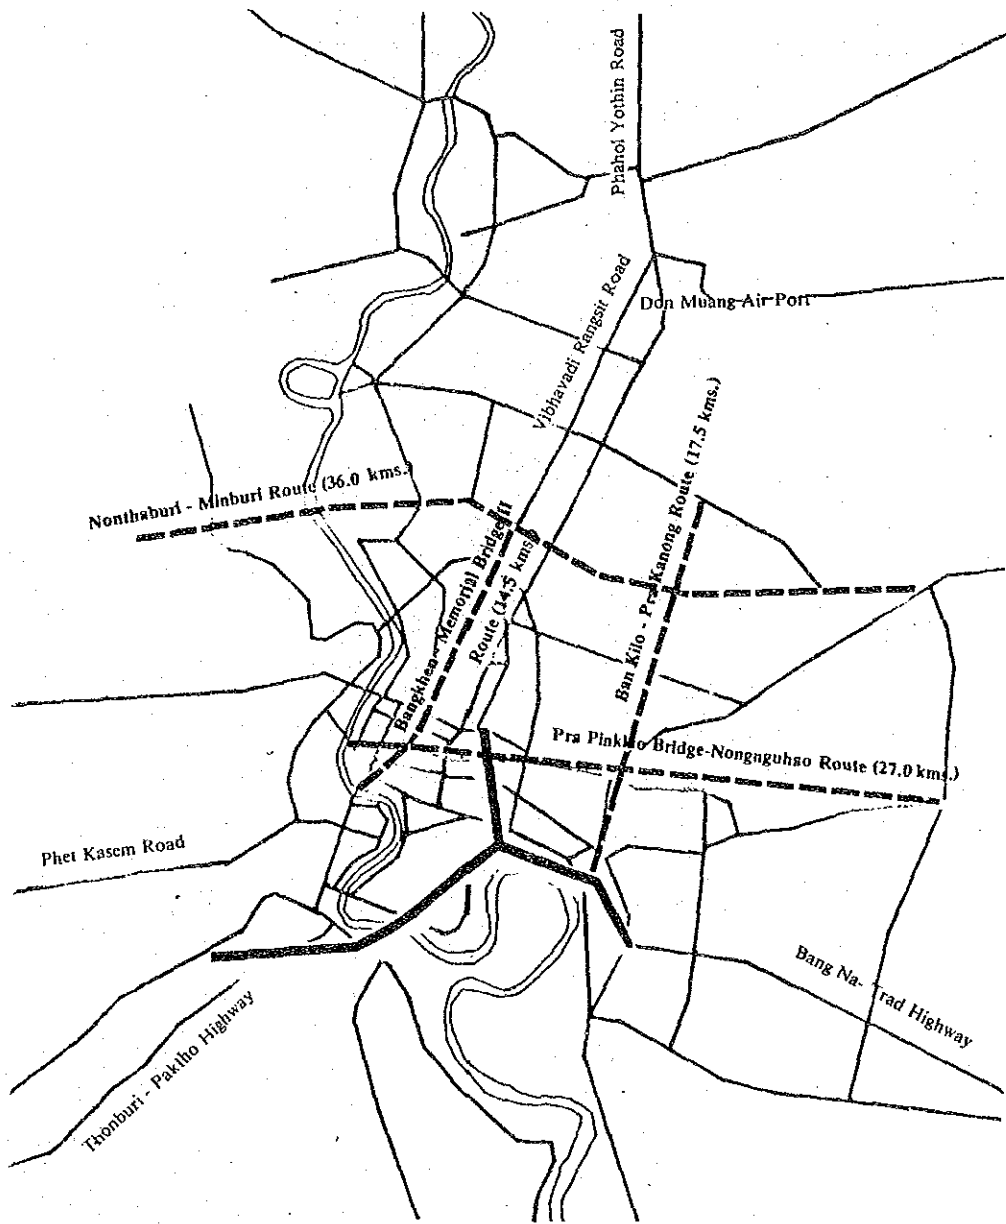 Phahol Yothin Road
Vibhavadi Rangsit Road
Don Muang Air Port
Nonthaburi - Minburi Route (36.0 kms.)
Bangkhen - Memorial Bridge II
Route (14.5 kms.)
Ban Kilo - Pra Kanong Route (17.5 kms.)
Pra Pinklao Bridge-Nongnguhao Route (27.0 kms.)
Phet Kasem Road
Thonburi - Paktho Highway
Bang Na- Trad Highway